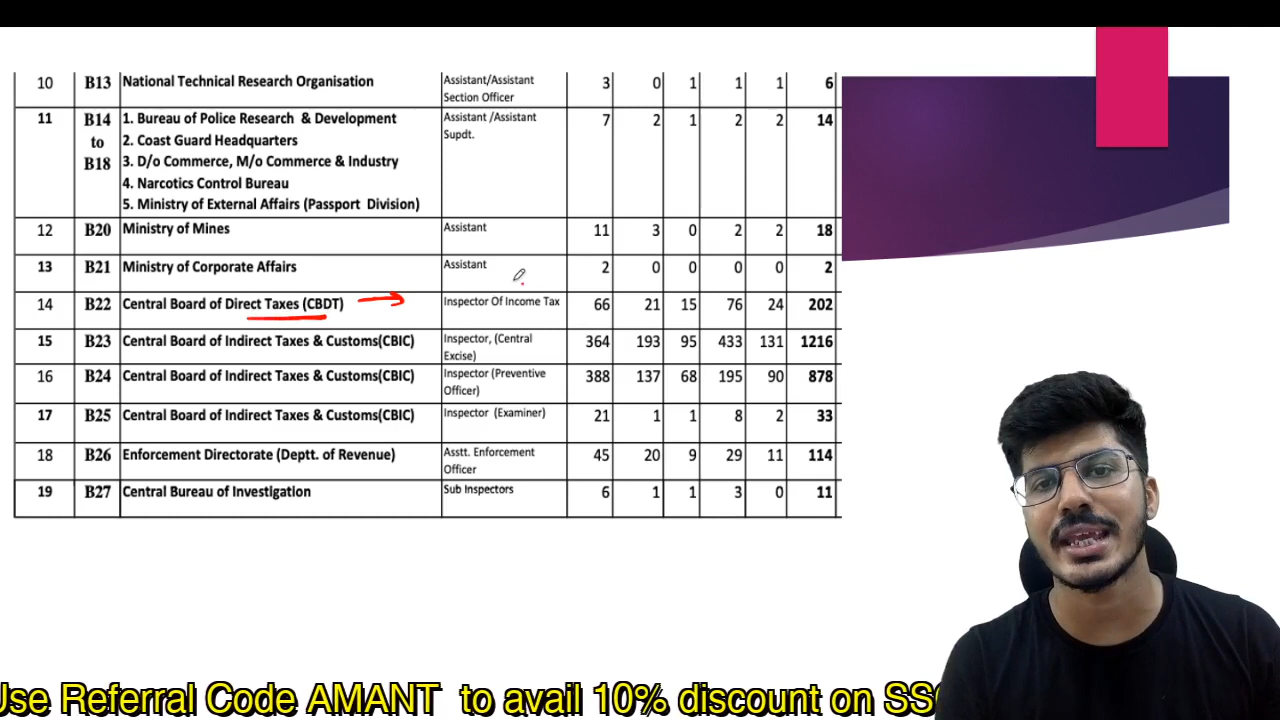 10 B13 National Technical Research Organisation Assistant/Assistant Section Officer 3 0 1 1 1 6
11 B14 to B18 1. Bureau of Police Research & Development Assistant /Assistant Supdt. 7 2 1 2 2 14
2. Coast Guard Headquarters
3. D/o Commerce, M/o Commerce & Industry
4. Narcotics Control Bureau
5. Ministry of External Affairs (Passport Division)
12 B20 Ministry of Mines Assistant 11 3 0 2 2 18
13 B21 Ministry of Corporate Affairs Assistant 2 0 0 0 0 2
14 B22 Central Board of Direct Taxes (CBDT) Inspector Of Income Tax 66 21 15 76 24 202
15 B23 Central Board of Indirect Taxes & Customs(CBIC) Inspector, (Central Excise) 364 193 95 433 131 1216
16 B24 Central Board of Indirect Taxes & Customs(CBIC) Inspector (Preventive Officer) 388 137 68 195 90 878
17 B25 Central Board of Indirect Taxes & Customs(CBIC) Inspector (Examiner) 21 1 1 8 2 33
18 B26 Enforcement Directorate (Deptt. of Revenue) Asstt. Enforcement Officer 45 20 9 29 11 114
19 B27 Central Bureau of Investigation Sub Inspectors 6 1 1 3 0 11
Use Referral Code AMANT to avail 10% discount on SS